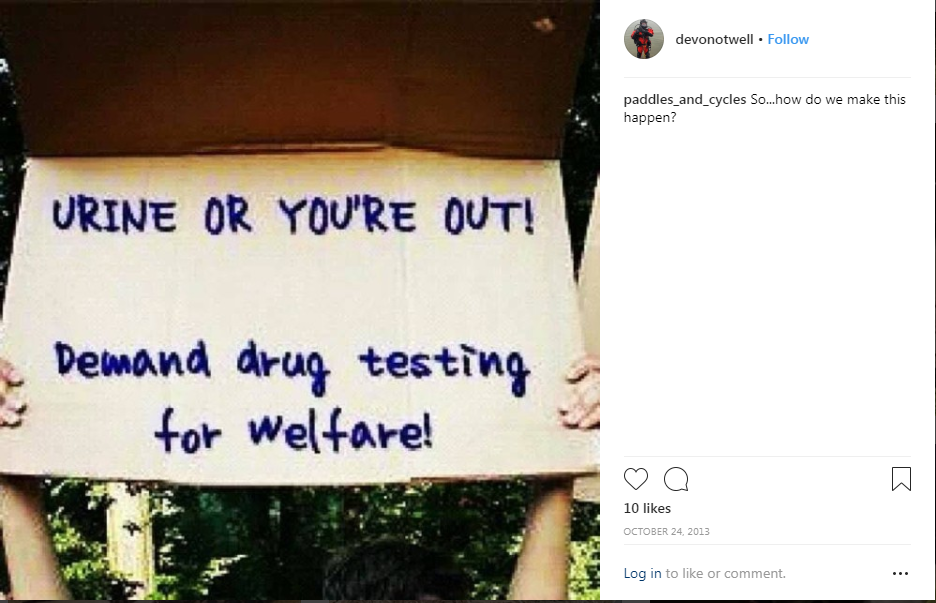 URINE OR YOU'RE OUT!
Demand drug testing
for welfare!
devonotwell • Follow
paddles_and_cycles So...how do we make this
happen?
10 likes
OCTOBER 24, 2013
Log in to like or comment.